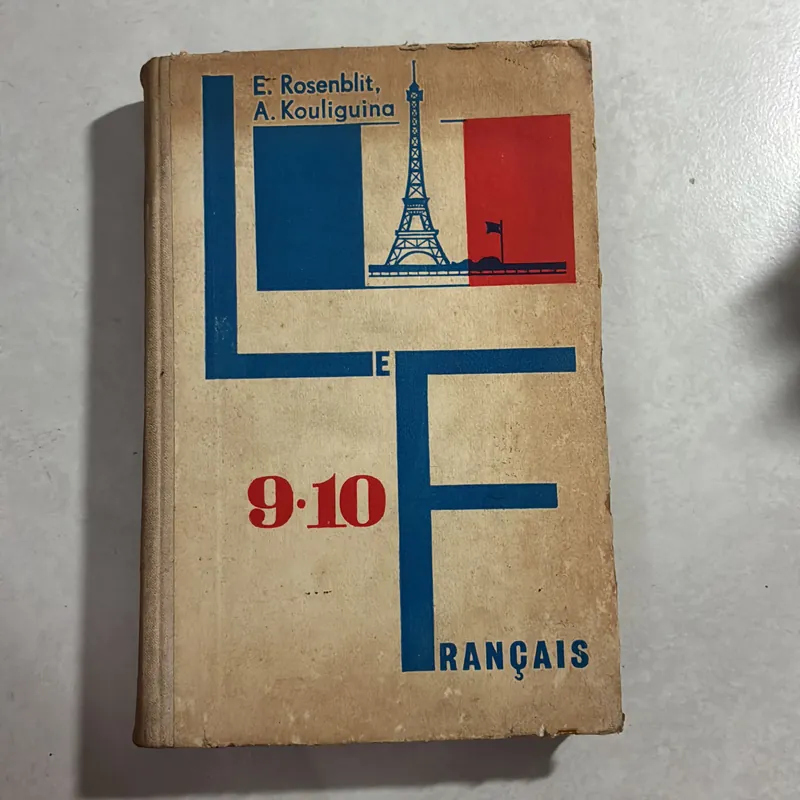 E. Rosenblit,
A. Kouliguina
LE
9·10
FRANÇAIS